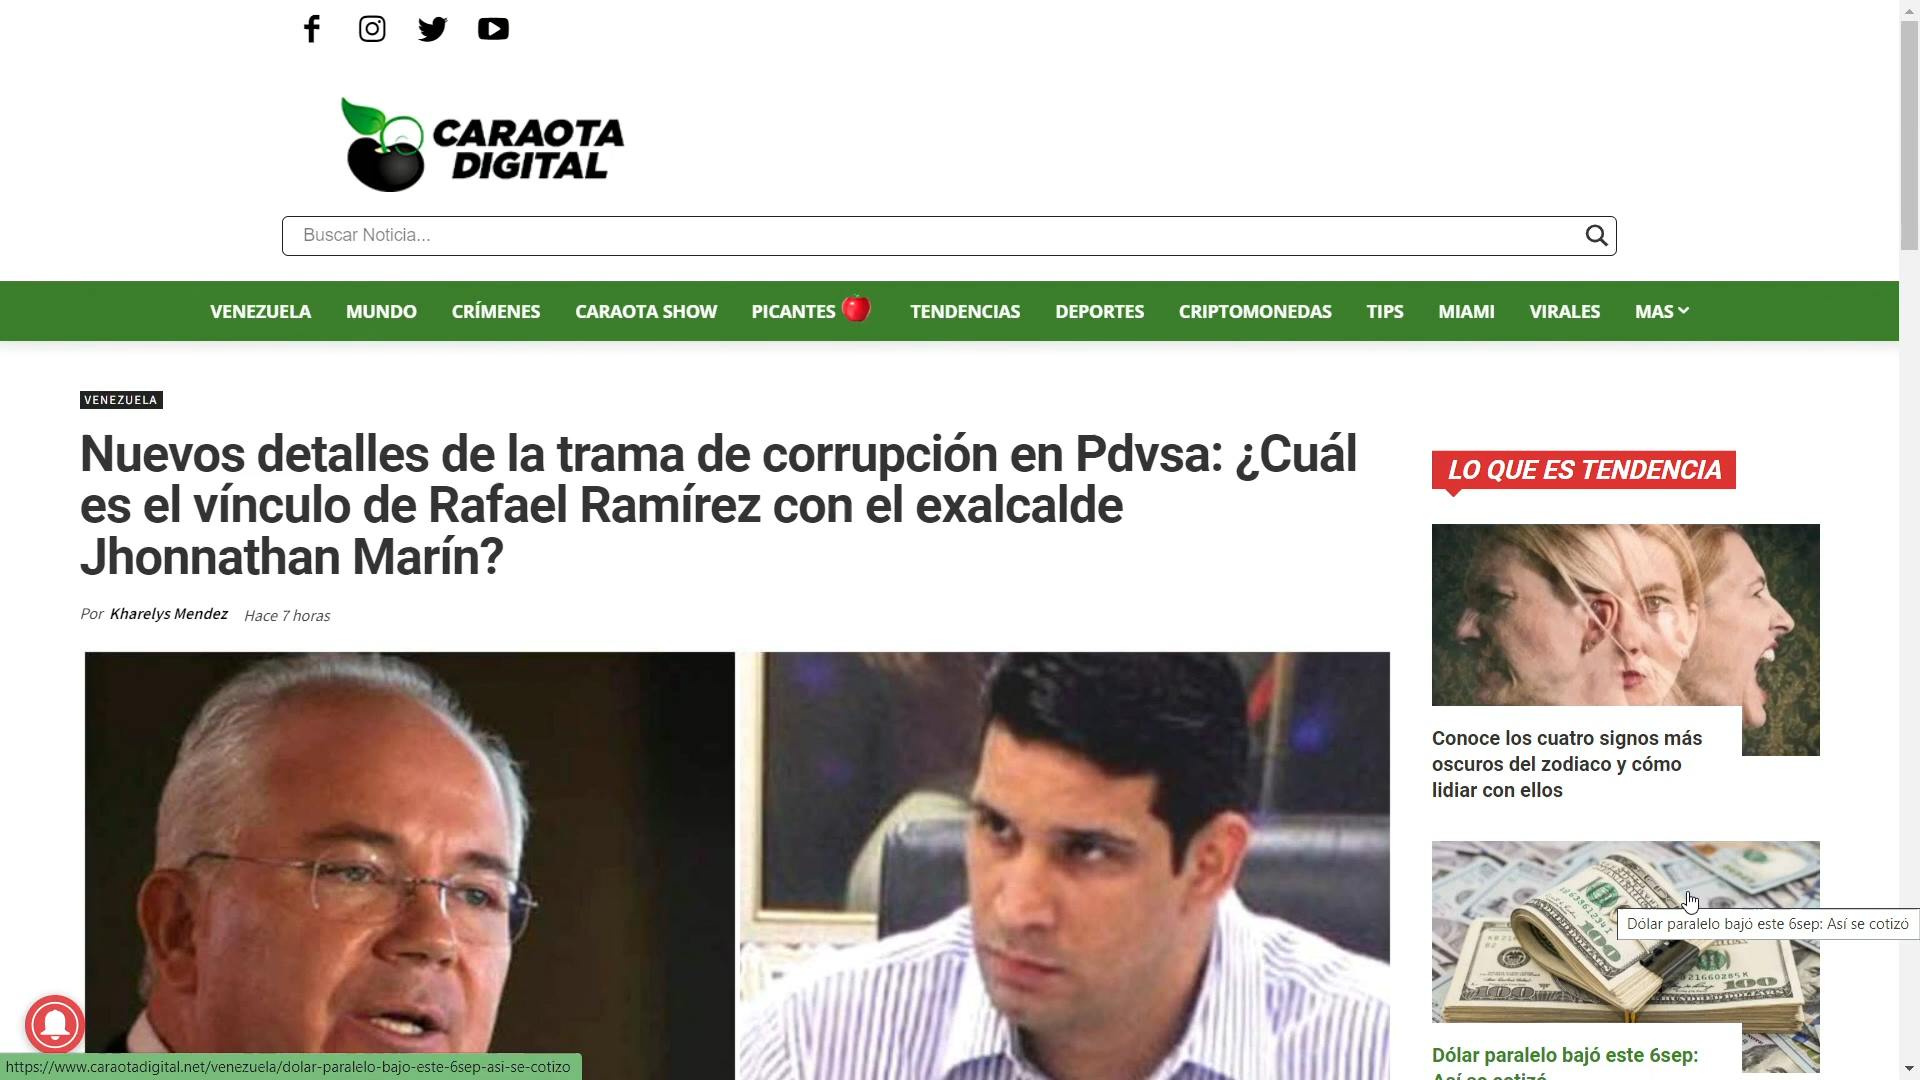 CARAOTA
DIGITAL
Buscar Noticia...
VENEZUELA MUNDO CRÍMENES CARAOTA SHOW PICANTES TENDENCIAS DEPORTES CRIPTOMONEDAS TIPS MIAMI VIRALES MAS
VENEZUELA
Nuevos detalles de la trama de corrupción en Pdvsa: ¿Cuál
es el vínculo de Rafael Ramírez con el exalcalde
Jhonnathan Marín?
Por Kharelys Mendez Hace 7 horas
LO QUE ES TENDENCIA
Conoce los cuatro signos más
oscuros del zodiaco y cómo
lidiar con ellos
Dólar paralelo bajó este 6sep: Así se cotizó
100
Dólar paralelo bajó este 6sep:
Así se cotizó
https://www.caraotadigital.net/venezuela/dolar-paralelo-bajo-este-6sep-asi-se-cotizo